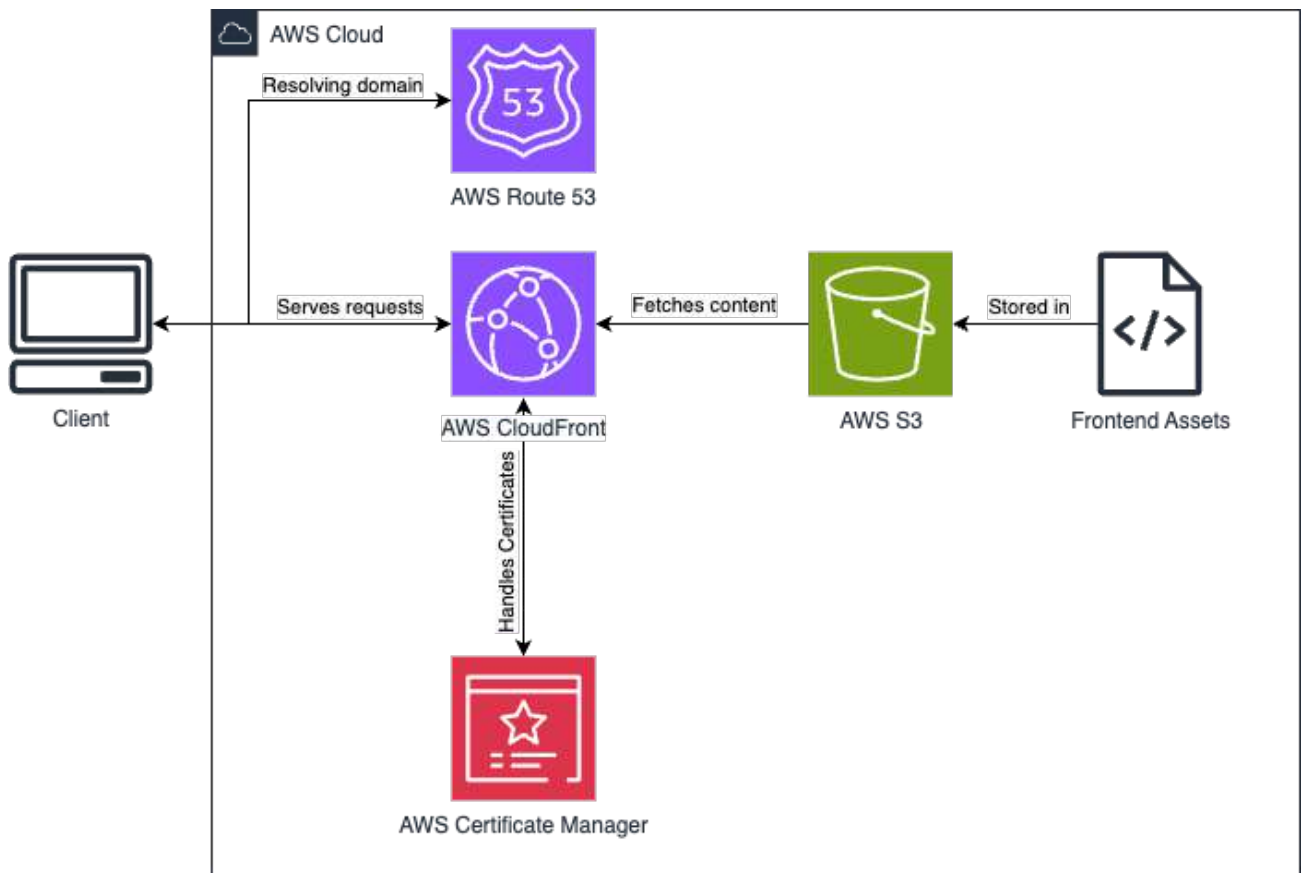 AWS Cloud
Resolving domain
53
AWS Route 53
Serves requests
Fetches content
Stored in
</>
Client
AWS CloudFront
AWS S3
Frontend Assets
Handles Certificates
AWS Certificate Manager